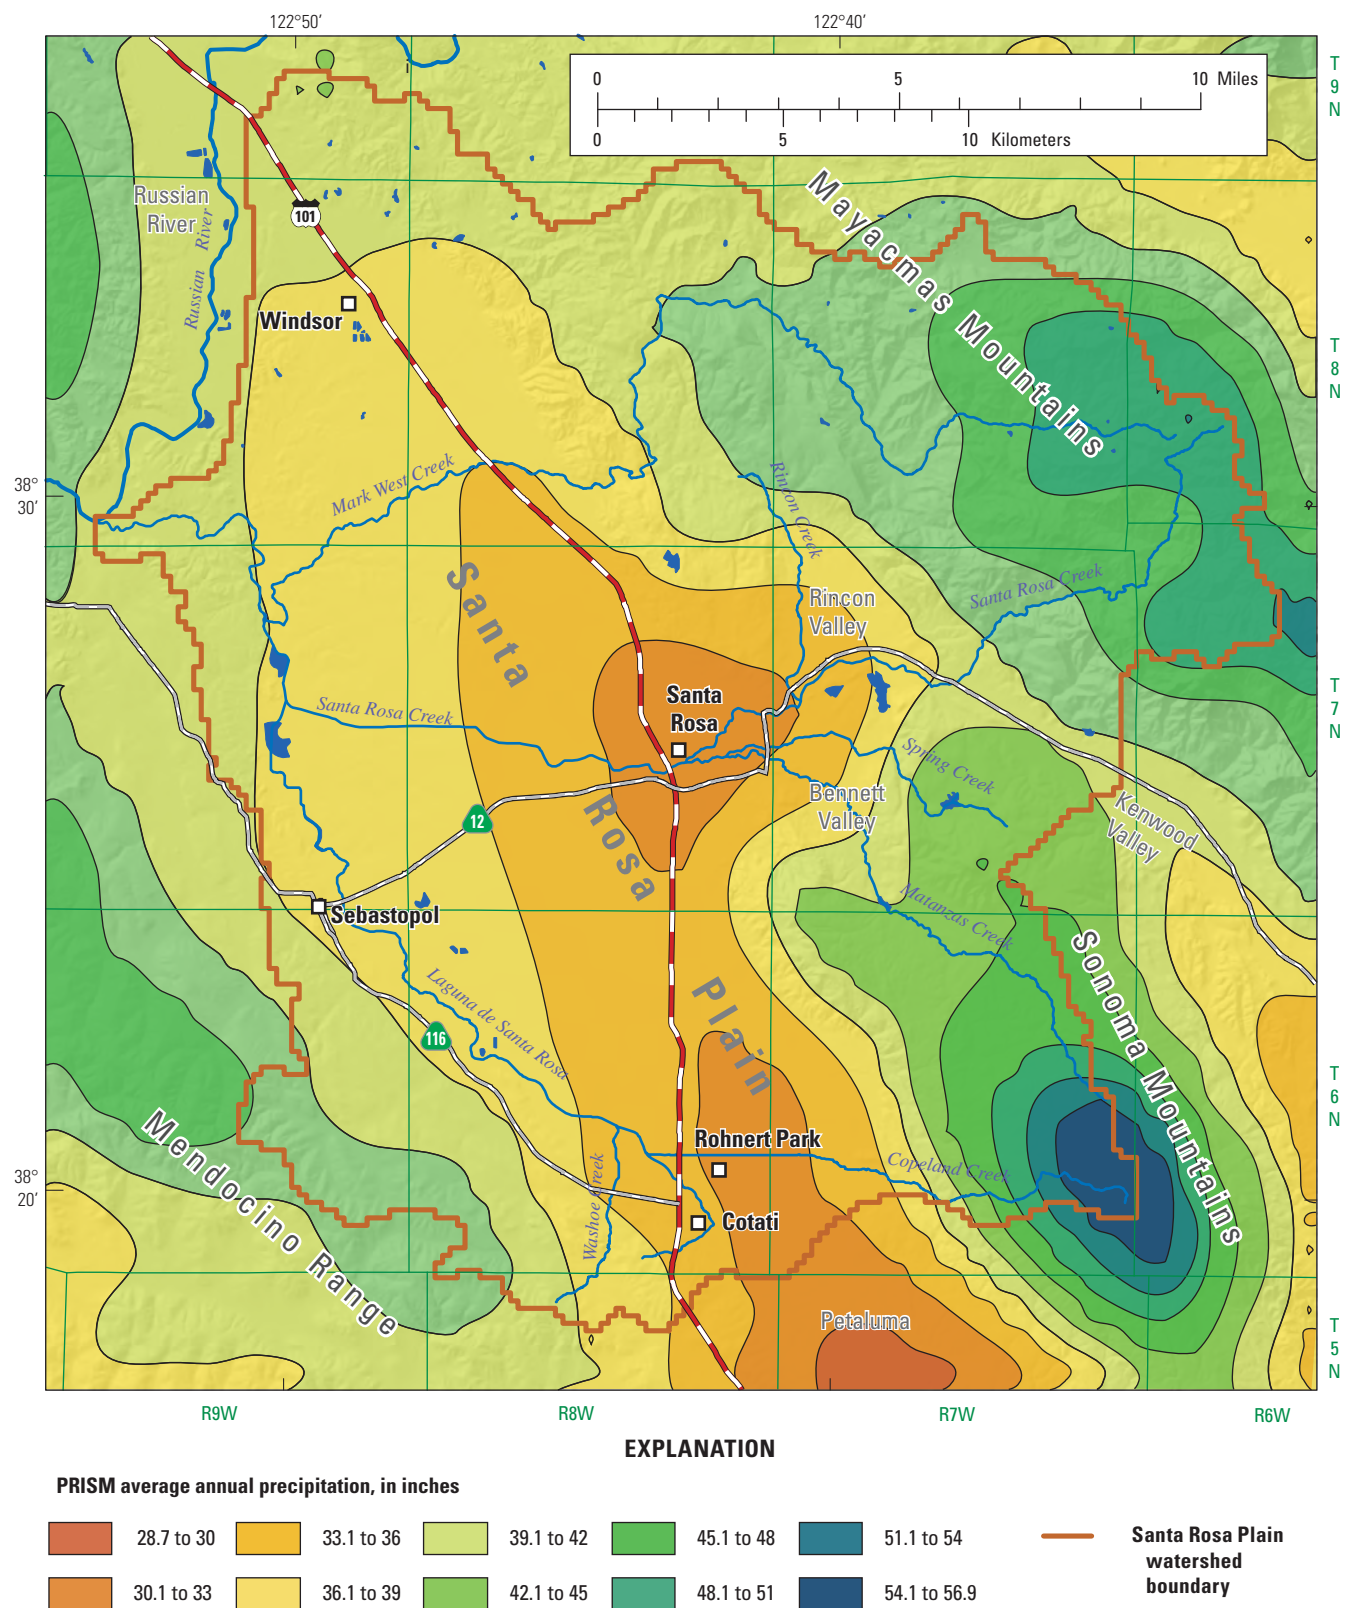 122°50'
122°40'
0 5 10 Miles
0 5 10 Kilometers
T
9
N
Russian
River
Russian River
101
Mayacmas Mountains
Windsor
T
8
N
38°
30'
Mark West Creek
Rincon Creek
Santa Rosa Creek
Rincon
Valley
Santa Rosa Plain
Santa
Rosa
Santa Rosa Creek
T
7
N
Spring Creek
Bennett
Valley
Kenwood
Valley
12
Sebastopol
Matanzas Creek
Sonoma Mountains
Laguna de Santa Rosa
116
T
6
N
Mendocino Range
Rohnert Park
Copeland Creek
38°
20'
Washoe Creek
Cotati
Petaluma
T
5
N
R9W R8W R7W R6W
EXPLANATION
PRISM average annual precipitation, in inches
28.7 to 30 33.1 to 36 39.1 to 42 45.1 to 48 51.1 to 54
30.1 to 33 36.1 to 39 42.1 to 45 48.1 to 51 54.1 to 56.9
Santa Rosa Plain
watershed
boundary